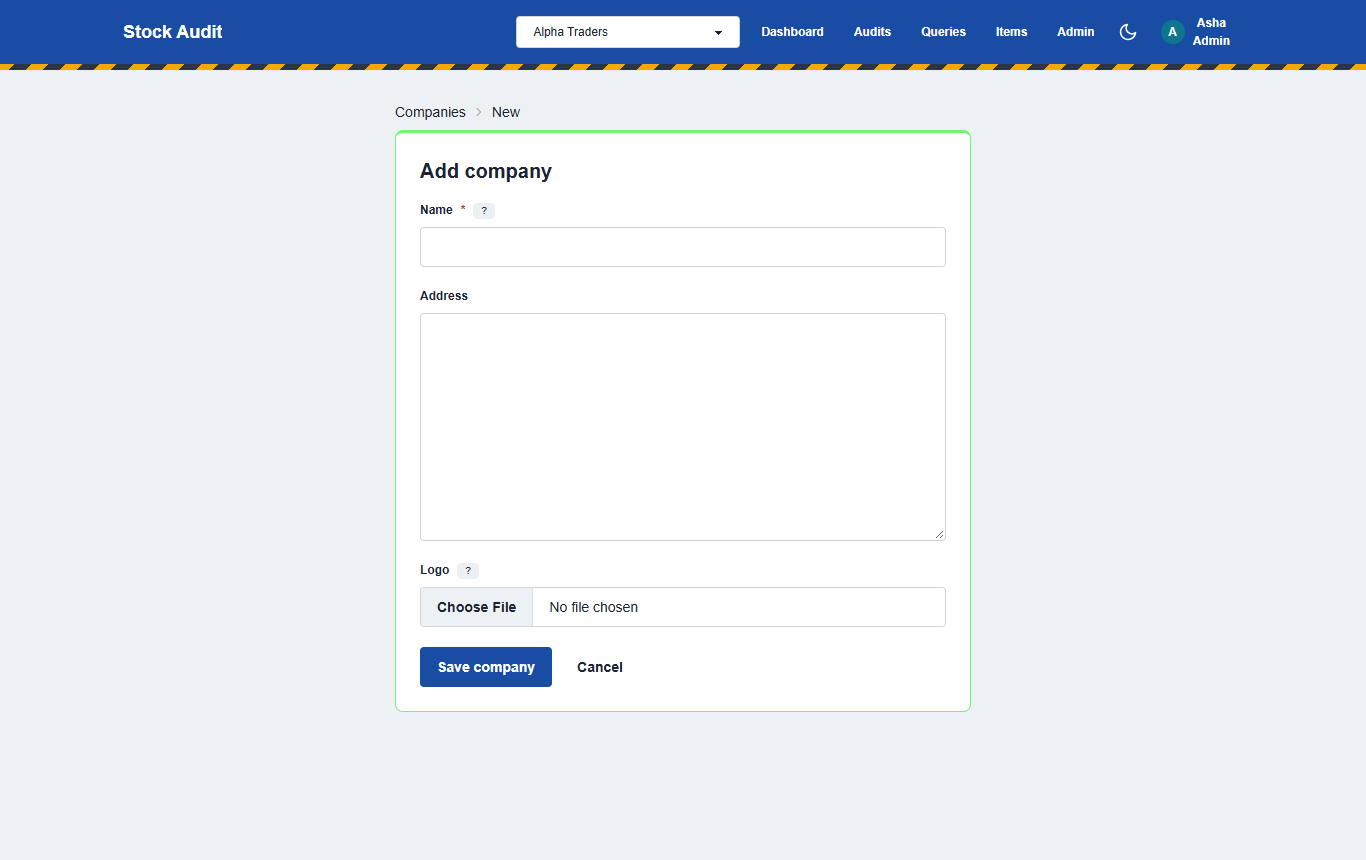 Stock Audit
Alpha Traders
Dashboard
Audits
Queries
Items
Admin
A
Asha
Admin
Companies > New
Add company
Name * ?
Address
Logo ?
Choose File No file chosen
Save company
Cancel